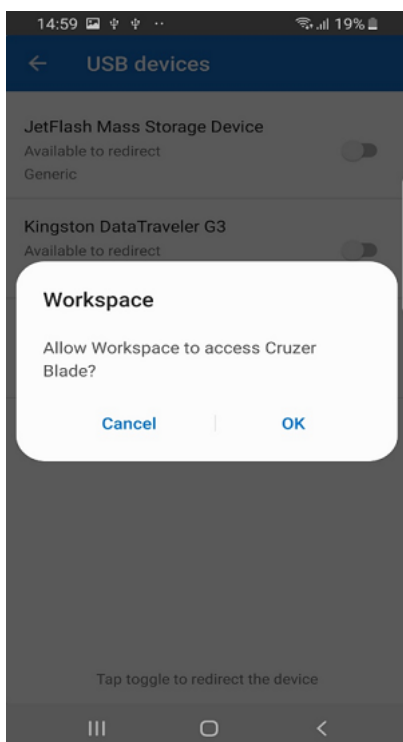 14:59 19%
USB devices
JetFlash Mass Storage Device
Available to redirect
Generic
Kingston DataTraveler G3
Available to redirect
Workspace
Allow Workspace to access Cruzer
Blade?
Cancel OK
Tap toggle to redirect the device